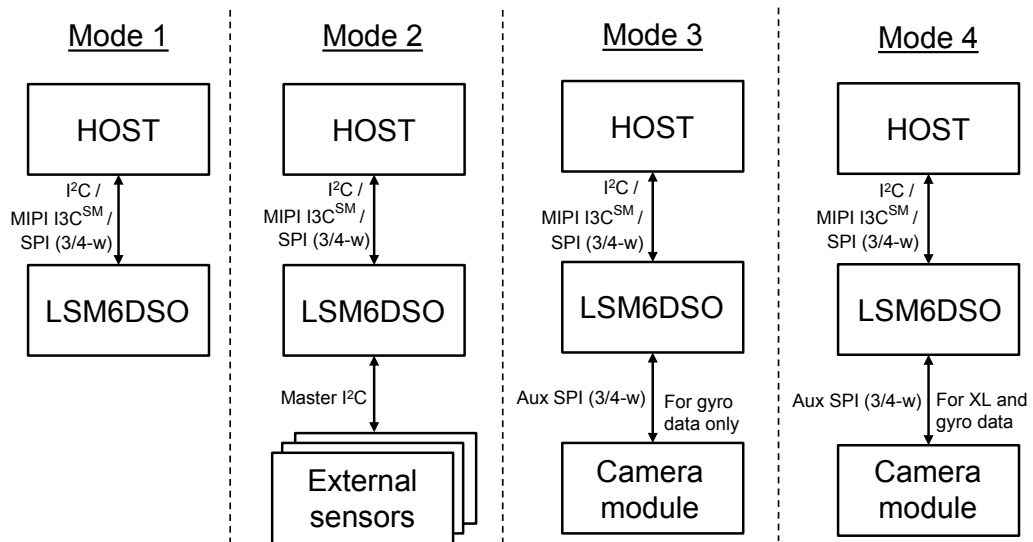 Mode 1
HOST
I²C /
MIPI I3C^SM /
SPI (3/4-w)
LSM6DSO
Mode 2
HOST
I²C /
MIPI I3C^SM /
SPI (3/4-w)
LSM6DSO
Master I²C
External
sensors
Mode 3
HOST
I²C /
MIPI I3C^SM /
SPI (3/4-w)
LSM6DSO
Aux SPI (3/4-w)
For gyro
data only
Camera
module
Mode 4
HOST
I²C /
MIPI I3C^SM /
SPI (3/4-w)
LSM6DSO
Aux SPI (3/4-w)
For XL and
gyro data
Camera
module